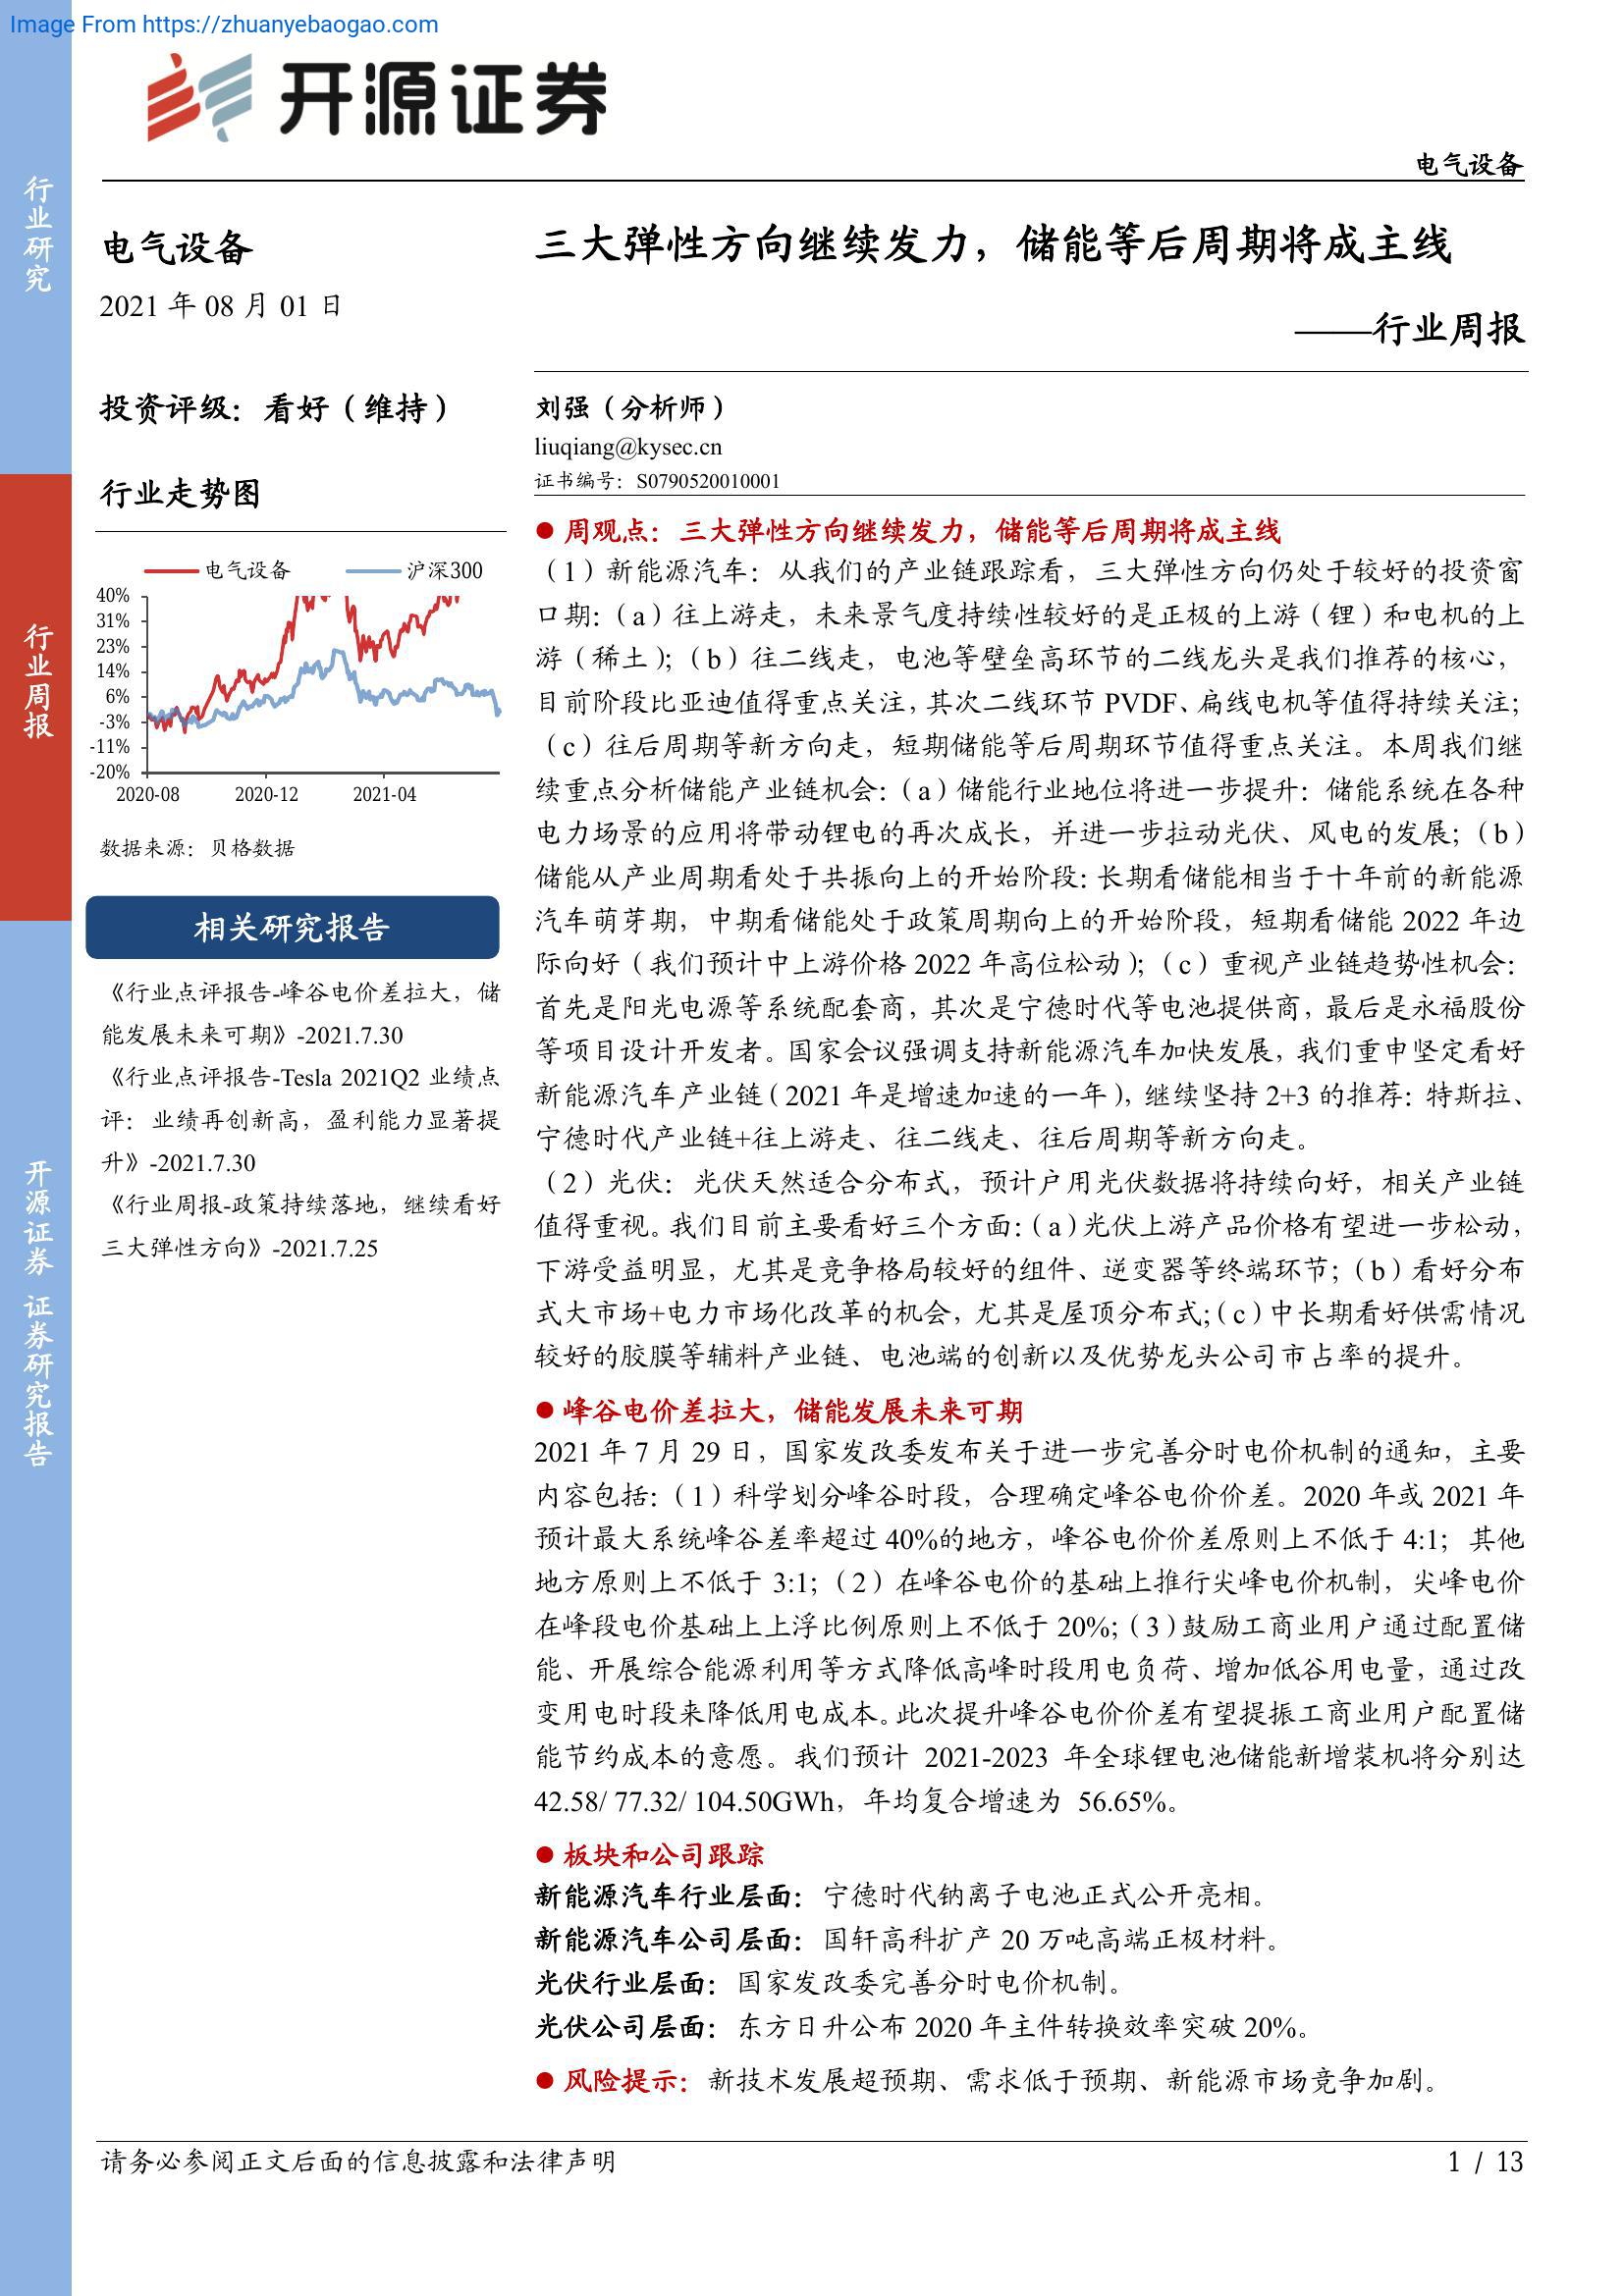 Image From https://zhuanyebaogao.com
开源证券
电气设备
行业研究
行业周报
开源证券 证券研究报告
电气设备
2021 年 08 月 01 日
投资评级：看好（维持）
行业走势图
电气设备 沪深300
40%
31%
23%
14%
6%
-3%
-11%
-20%
2020-08 2020-12 2021-04
数据来源：贝格数据
相关研究报告
《行业点评报告-峰谷电价差拉大，储
能发展未来可期》-2021.7.30
《行业点评报告-Tesla 2021Q2 业绩点
评：业绩再创新高，盈利能力显著提
升》-2021.7.30
《行业周报-政策持续落地，继续看好
三大弹性方向》-2021.7.25
三大弹性方向继续发力，储能等后周期将成主线
——行业周报
刘强（分析师）
liuqiang@kysec.cn
证书编号：S0790520010001
● 周观点：三大弹性方向继续发力，储能等后周期将成主线
（1）新能源汽车：从我们的产业链跟踪看，三大弹性方向仍处于较好的投资窗
口期：（a）往上游走，未来景气度持续性较好的是正极的上游（锂）和电机的上
游（稀土）；（b）往二线走，电池等壁垒高环节的二线龙头是我们推荐的核心，
目前阶段比亚迪值得重点关注，其次二线环节 PVDF、扁线电机等值得持续关注；
（c）往后周期等新方向走，短期储能等后周期环节值得重点关注。本周我们继
续重点分析储能产业链机会：（a）储能行业地位将进一步提升：储能系统在各种
电力场景的应用将带动锂电的再次成长，并进一步拉动光伏、风电的发展；（b）
储能从产业周期看处于共振向上的开始阶段：长期看储能相当于十年前的新能源
汽车萌芽期，中期看储能处于政策周期向上的开始阶段，短期看储能 2022 年边
际向好（我们预计中上游价格 2022 年高位松动）；（c）重视产业链趋势性机会：
首先是阳光电源等系统配套商，其次是宁德时代等电池提供商，最后是永福股份
等项目设计开发者。国家会议强调支持新能源汽车加快发展，我们重申坚定看好
新能源汽车产业链（2021 年是增速加速的一年），继续坚持 2+3 的推荐：特斯拉、
宁德时代产业链+往上游走、往二线走、往后周期等新方向走。
（2）光伏：光伏天然适合分布式，预计户用光伏数据将持续向好，相关产业链
值得重视。我们目前主要看好三个方面：（a）光伏上游产品价格有望进一步松动，
下游受益明显，尤其是竞争格局较好的组件、逆变器等终端环节；（b）看好分布
式大市场+电力市场化改革的机会，尤其是屋顶分布式；（c）中长期看好供需情况
较好的胶膜等辅料产业链、电池端的创新以及优势龙头公司市占率的提升。
● 峰谷电价差拉大，储能发展未来可期
2021 年 7 月 29 日，国家发改委发布关于进一步完善分时电价机制的通知，主要
内容包括：（1）科学划分峰谷时段，合理确定峰谷电价价差。2020 年或 2021 年
预计最大系统峰谷差率超过 40%的地方，峰谷电价价差原则上不低于 4:1；其他
地方原则上不低于 3:1；（2）在峰谷电价的基础上推行尖峰电价机制，尖峰电价
在峰段电价基础上上浮比例原则上不低于 20%；（3）鼓励工商业用户通过配置储
能、开展综合能源利用等方式降低高峰时段用电负荷、增加低谷用电量，通过改
变用电时段来降低用电成本。此次提升峰谷电价价差有望提振工商业用户配置储
能节约成本的意愿。我们预计 2021-2023 年全球锂电池储能新增装机将分别达
42.58/ 77.32/ 104.50GWh，年均复合增速为 56.65%。
● 板块和公司跟踪
新能源汽车行业层面：宁德时代钠离子电池正式公开亮相。
新能源汽车公司层面：国轩高科扩产 20 万吨高端正极材料。
光伏行业层面：国家发改委完善分时电价机制。
光伏公司层面：东方日升公布 2020 年主件转换效率突破 20%。
● 风险提示：新技术发展超预期、需求低于预期、新能源市场竞争加剧。
请务必参阅正文后面的信息披露和法律声明
1 / 13